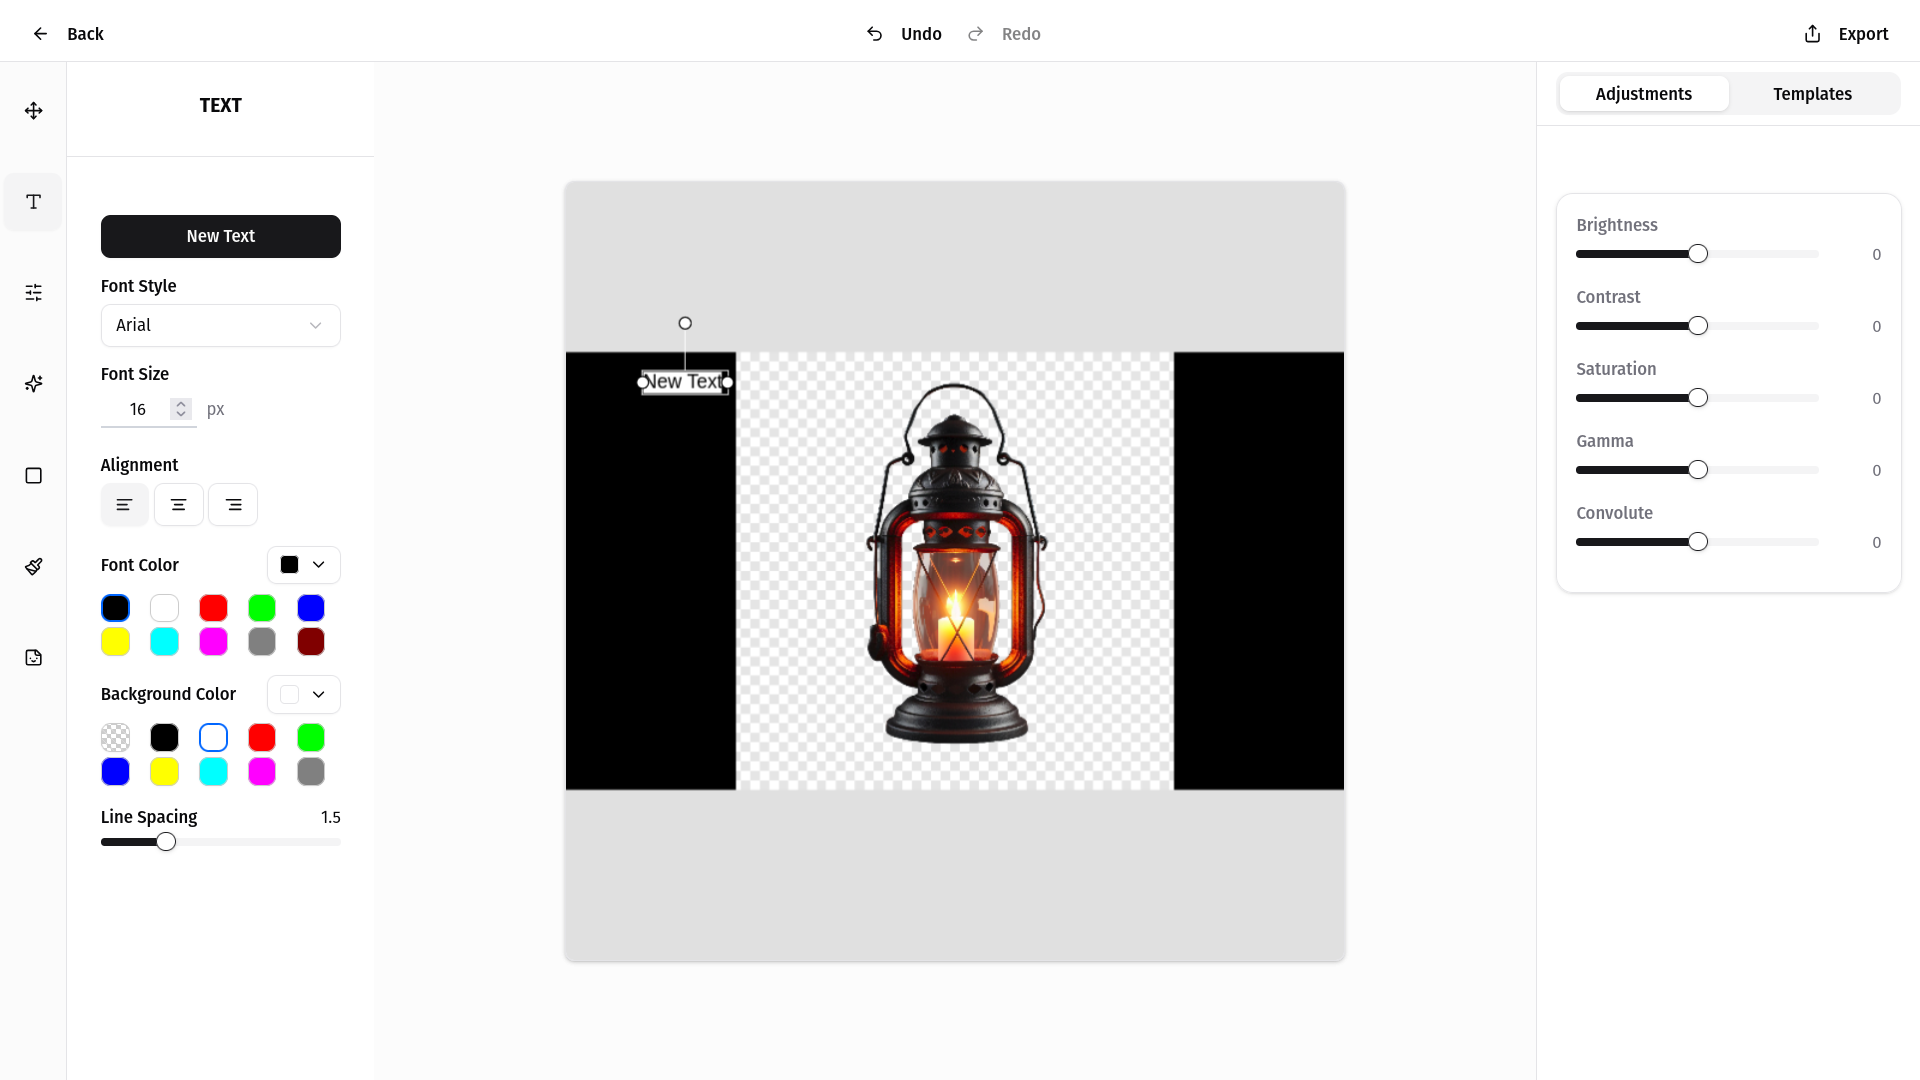 Back
Undo
Redo
Export
TEXT
New Text
Font Style
Arial
Font Size
16
px
Alignment
Font Color
Background Color
Line Spacing
1.5
New Text
Adjustments
Templates
Brightness
0
Contrast
0
Saturation
0
Gamma
0
Convolute
0